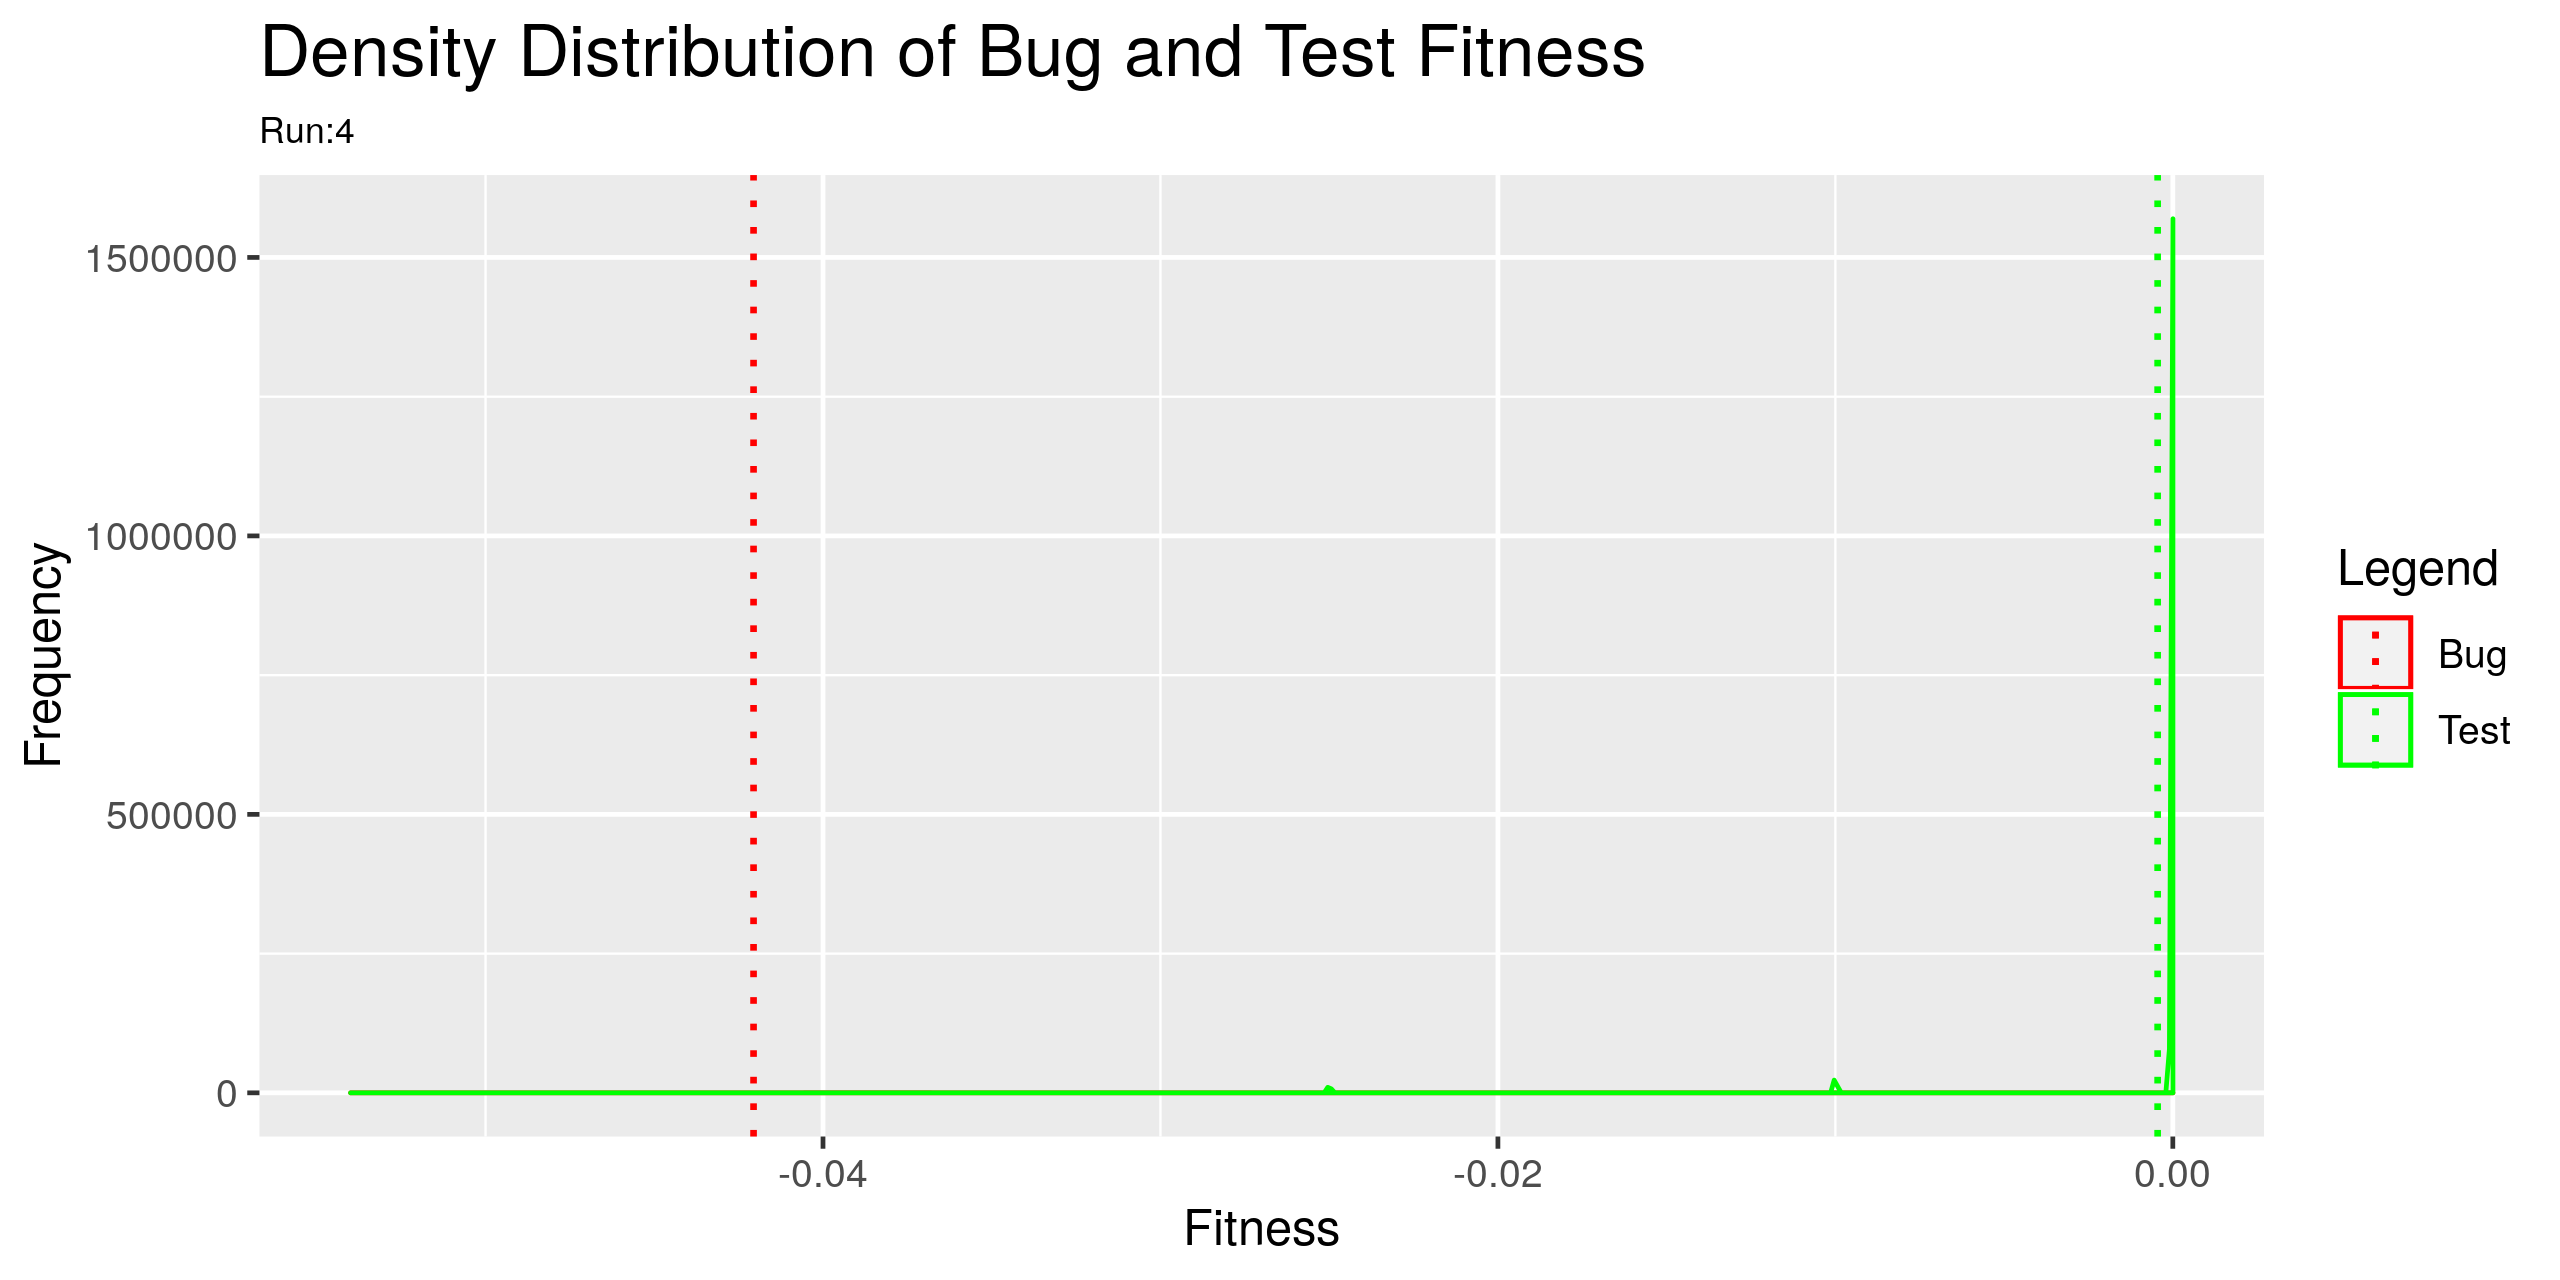 Density Distribution of Bug and Test Fitness
Run:4
1500000
1000000
500000
0
Frequency
-0.04
-0.02
0.00
Fitness
Legend
Bug
Test